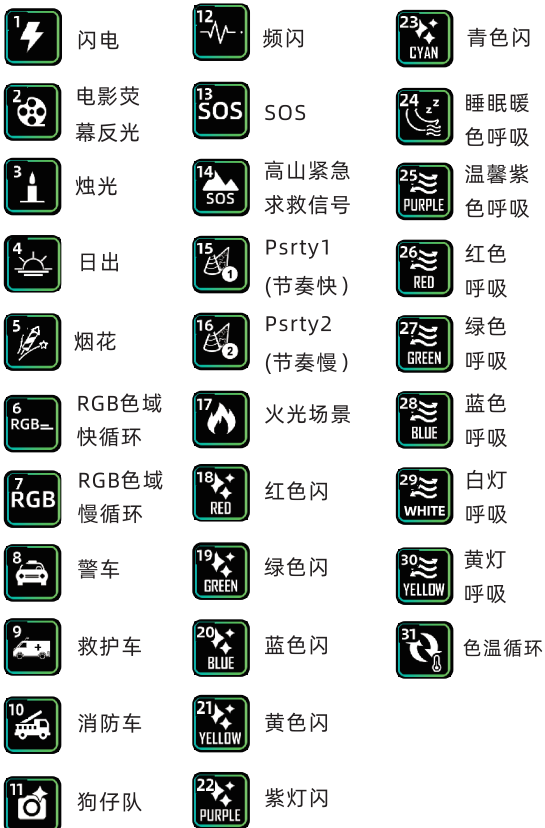 1
闪电
2
电影荧
幕反光
3
烛光
4
日出
5
烟花
6
RGB
RGB色域
快循环
7
RGB
RGB色域
慢循环
8
警车
9
救护车
10
消防车
11
狗仔队
12
频闪
13
SOS
SOS
14
SOS
高山紧急
求救信号
15
1
Psrty1
(节奏快)
16
2
Psrty2
(节奏慢)
17
火光场景
18
RED
红色闪
19
GREEN
绿色闪
20
BLUE
蓝色闪
21
YELLOW
黄色闪
22
PURPLE
紫灯闪
23
CYAN
青色闪
24
z z
睡眠暖
色呼吸
25
PURPLE
温馨紫
色呼吸
26
RED
红色
呼吸
27
GREEN
绿色
呼吸
28
BLUE
蓝色
呼吸
29
WHITE
白灯
呼吸
30
YELLOW
黄灯
呼吸
31
色温循环